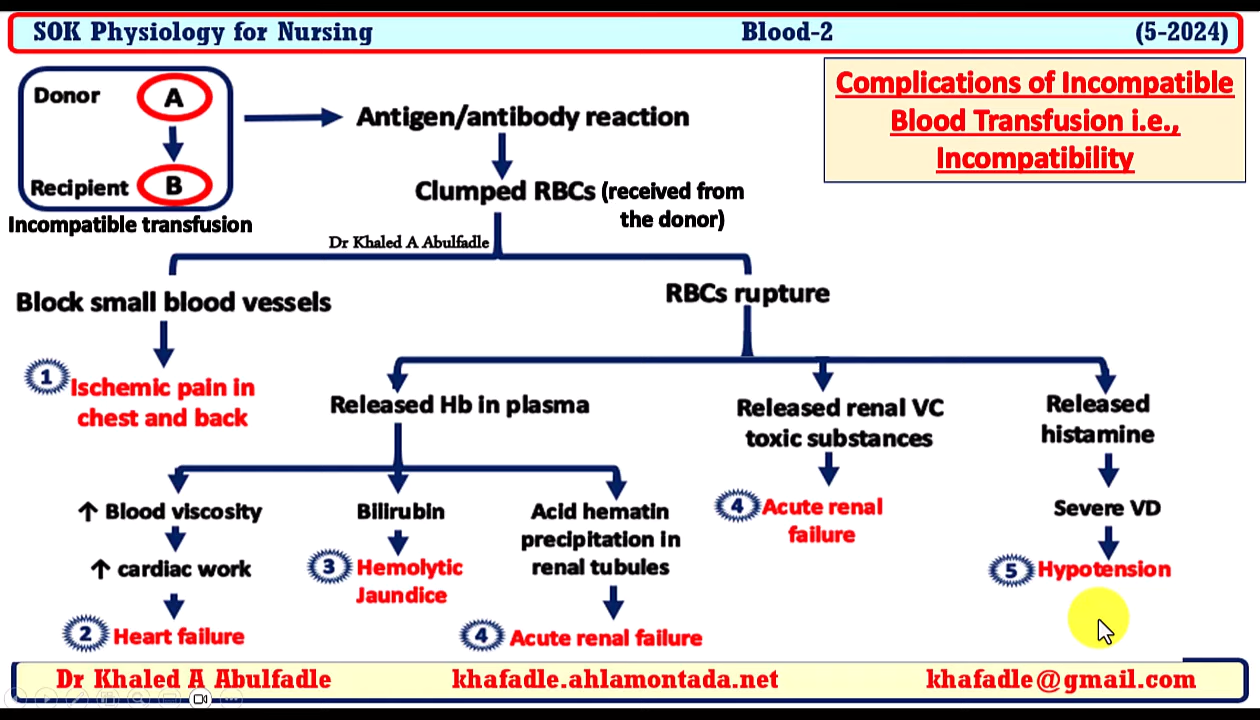 SOK Physiology for Nursing Blood-2 (5-2024)
Complications of Incompatible
Blood Transfusion i.e.,
Incompatibility
Donor A
Recipient B
Incompatible transfusion
Antigen/antibody reaction
Clumped RBCs (received from
the donor)
Dr Khaled A Abulfadle
Block small blood vessels
1 Ischemic pain in
chest and back
RBCs rupture
Released Hb in plasma
↑ Blood viscosity
↑ cardiac work
2 Heart failure
Bilirubin
3 Hemolytic
Jaundice
Acid hematin
precipitation in
renal tubules
4 Acute renal failure
Released renal VC
toxic substances
4 Acute renal
failure
Released
histamine
Severe VD
5 Hypotension
Dr Khaled A Abulfadle khafadle.ahlamontada.net khafadle@gmail.com